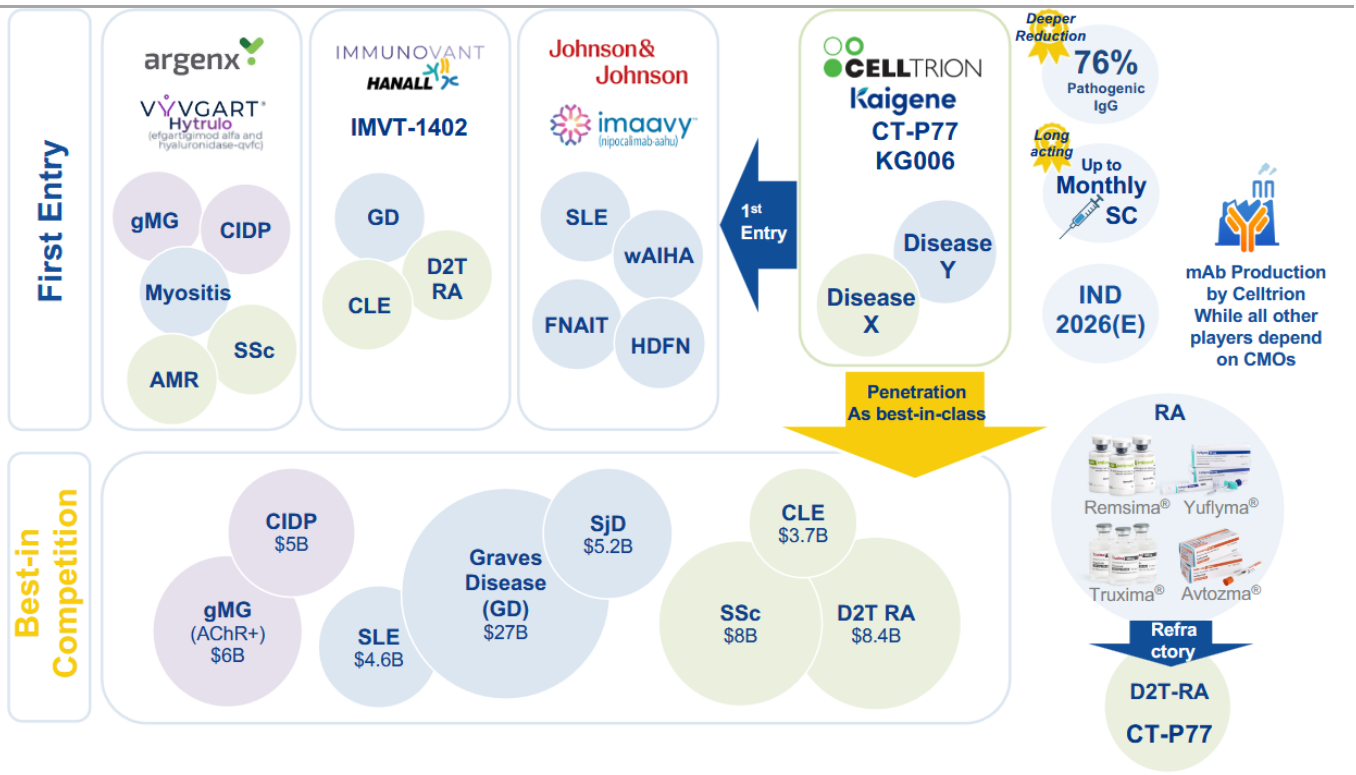 First Entry
argenx
VYVGART®
Hytrulo
(efgartigimod alfa and
hyaluronidase-qvfc)
gMG
CIDP
Myositis
SSc
AMR
IMMUNOVANT
HANALL
IMVT-1402
GD
D2T
RA
CLE
Johnson&
Johnson
imaavy™
(nipocalimab-aahu)
SLE
wAIHA
FNAIT
HDFN
1st
Entry
CELLTRION
Kaigene
CT-P77
KG006
Disease
Y
Disease
X
Deeper
Reduction
76%
Pathogenic
IgG
Long
acting
Up to
Monthly
SC
IND
2026(E)
mAb Production
by Celltrion
While all other
players depend
on CMOs
Penetration
As best-in-class
Best-in
Competition
CIDP
$5B
gMG
(AChR+)
$6B
SLE
$4.6B
Graves
Disease
(GD)
$27B
SjD
$5.2B
CLE
$3.7B
SSc
$8B
D2T RA
$8.4B
RA
Remsima® Yuflyma®
Truxima® Avtozma®
Refra
ctory
D2T-RA
CT-P77